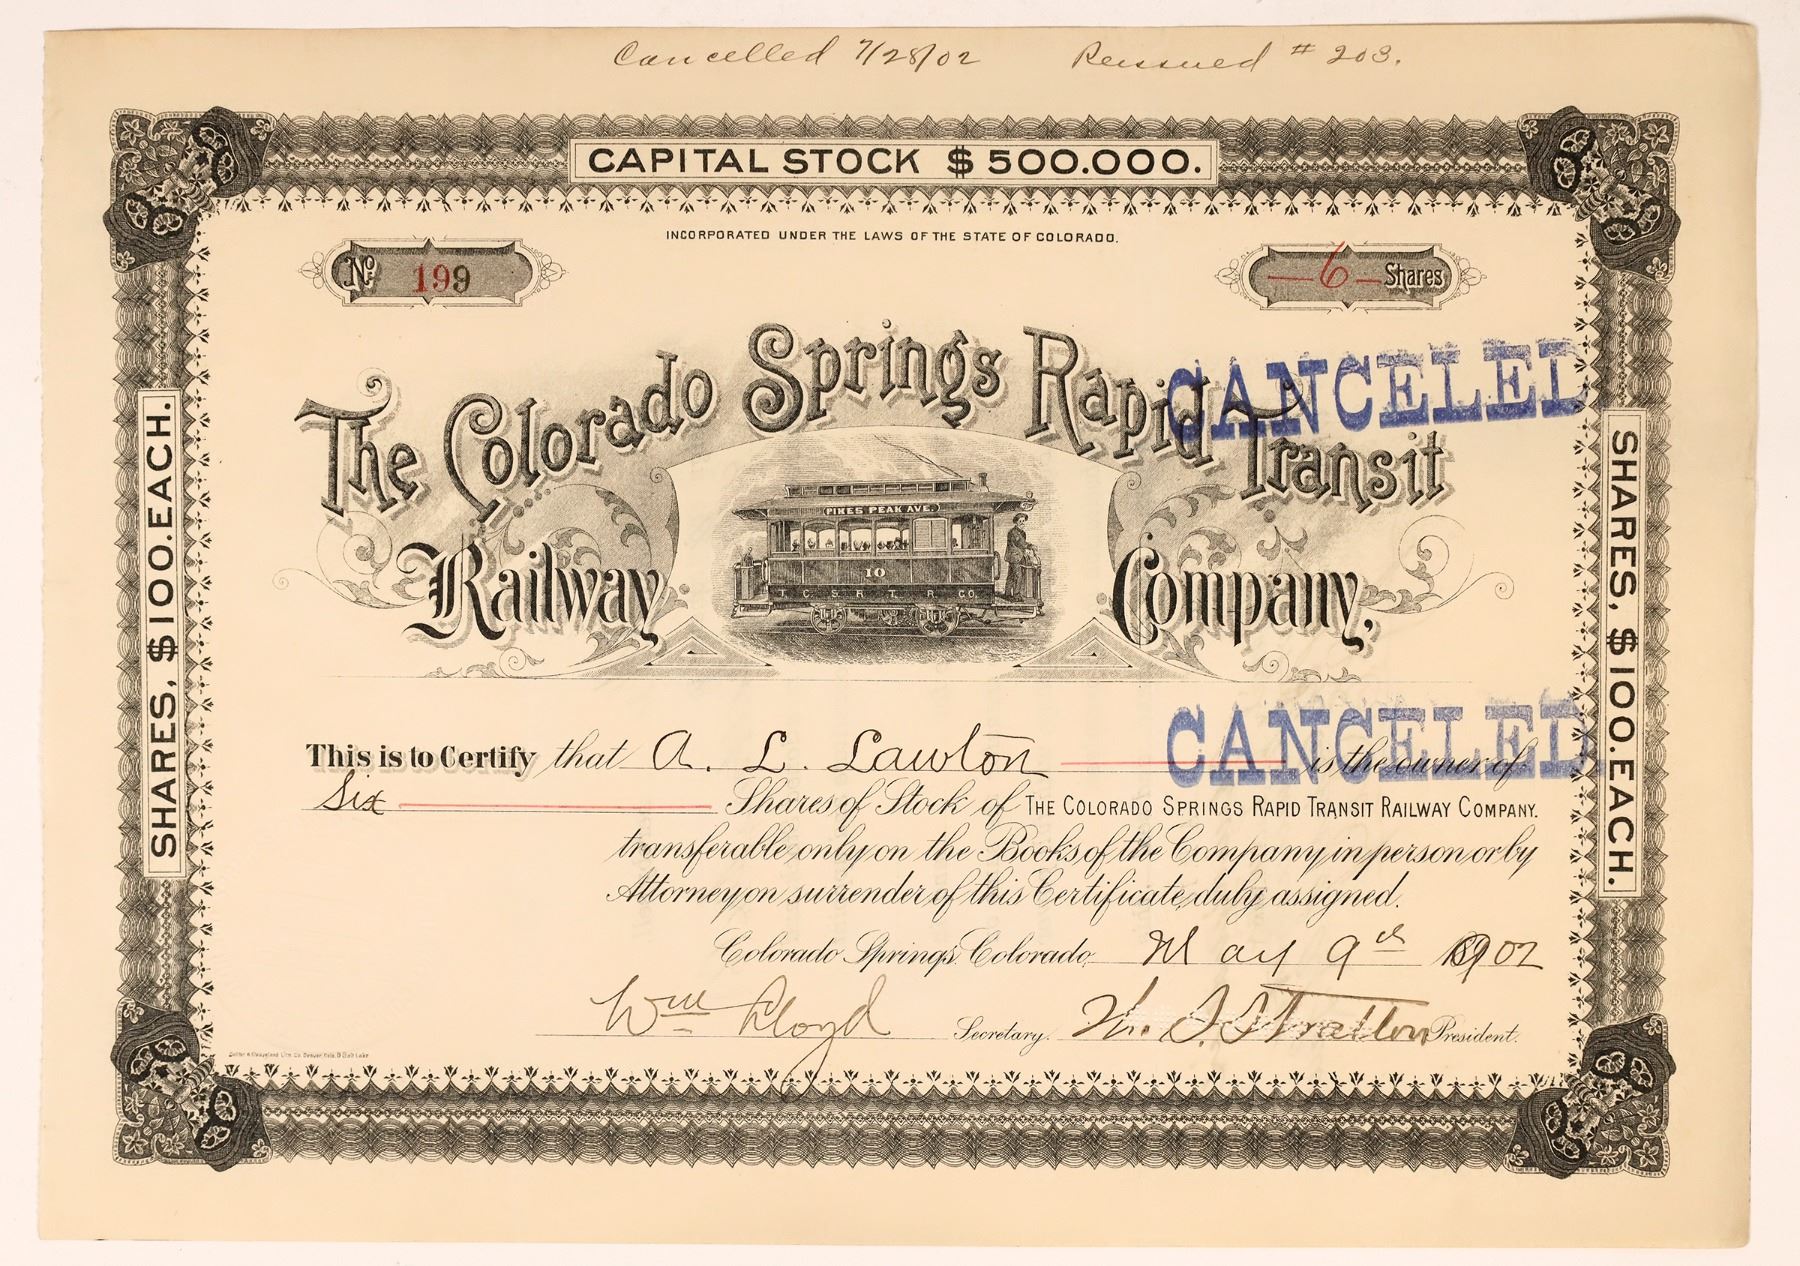 Cancelled 7/28/02 Reissued # 203.
CAPITAL STOCK $500.000.
INCORPORATED UNDER THE LAWS OF THE STATE OF COLORADO.
No. 199
—6— Shares
CANCELED
The Colorado Springs Rapid Transit
Railway Company,
PIKES PEAK AVE.
10
T. C. S. R. T. R. CO.
SHARES, $100. EACH.
SHARES, $100. EACH.
CANCELED
This is to Certify that A. L. Lawton is the owner of
Six Shares of Stock of THE COLORADO SPRINGS RAPID TRANSIT RAILWAY COMPANY.
transferable only on the Books of the Company in person or by
Attorney on surrender of this Certificate duly assigned.
Colorado Springs, Colorado, May 9th 1902
Wm Lloyd Secretary. W. S. Stratton President.